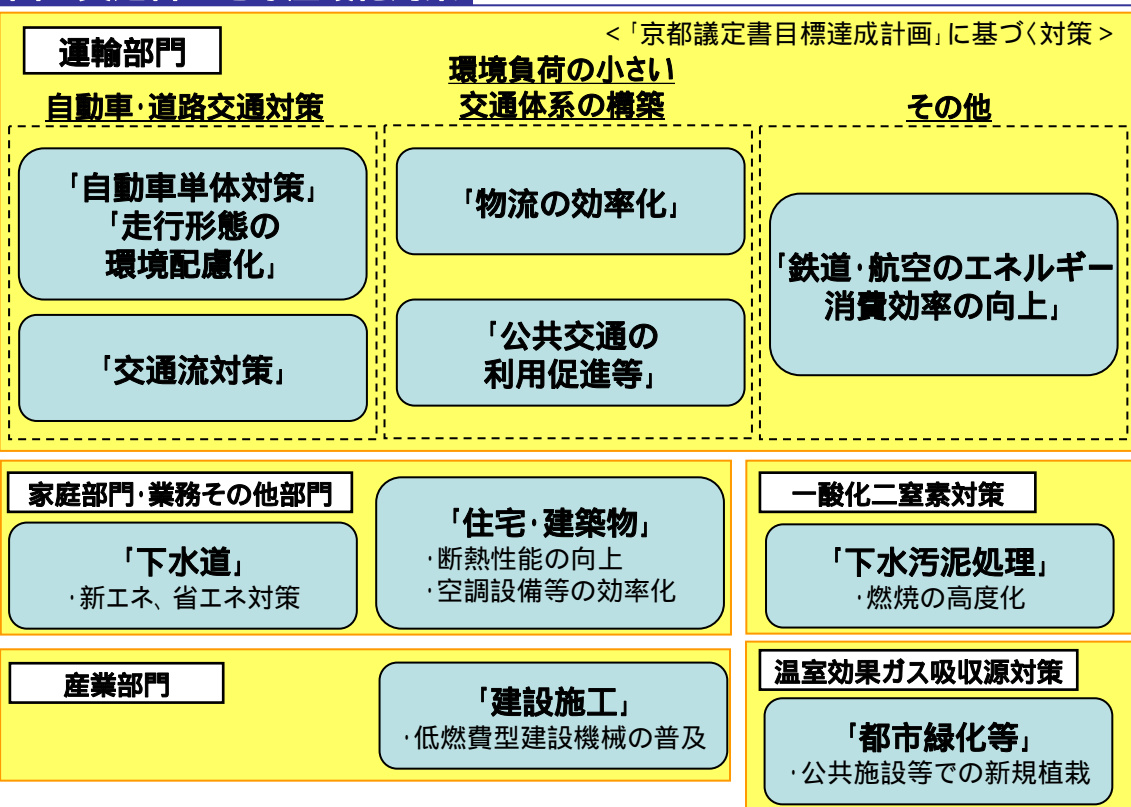 <「京都議定書目標達成計画」に基づく対策>
運輸部門
自動車・道路交通対策
環境負荷の小さい
交通体系の構築
その他
「自動車単体対策」
「走行形態の
環境配慮化」
「交通流対策」
「物流の効率化」
「公共交通の
利用促進等」
「鉄道・航空のエネルギー
消費効率の向上」
家庭部門・業務その他部門
「下水道」
・新エネ、省エネ対策
「住宅・建築物」
・断熱性能の向上
・空調設備等の効率化
一酸化二窒素対策
「下水汚泥処理」
・燃焼の高度化
産業部門
「建設施工」
・低燃費型建設機械の普及
温室効果ガス吸収源対策
「都市緑化等」
・公共施設等での新規植栽